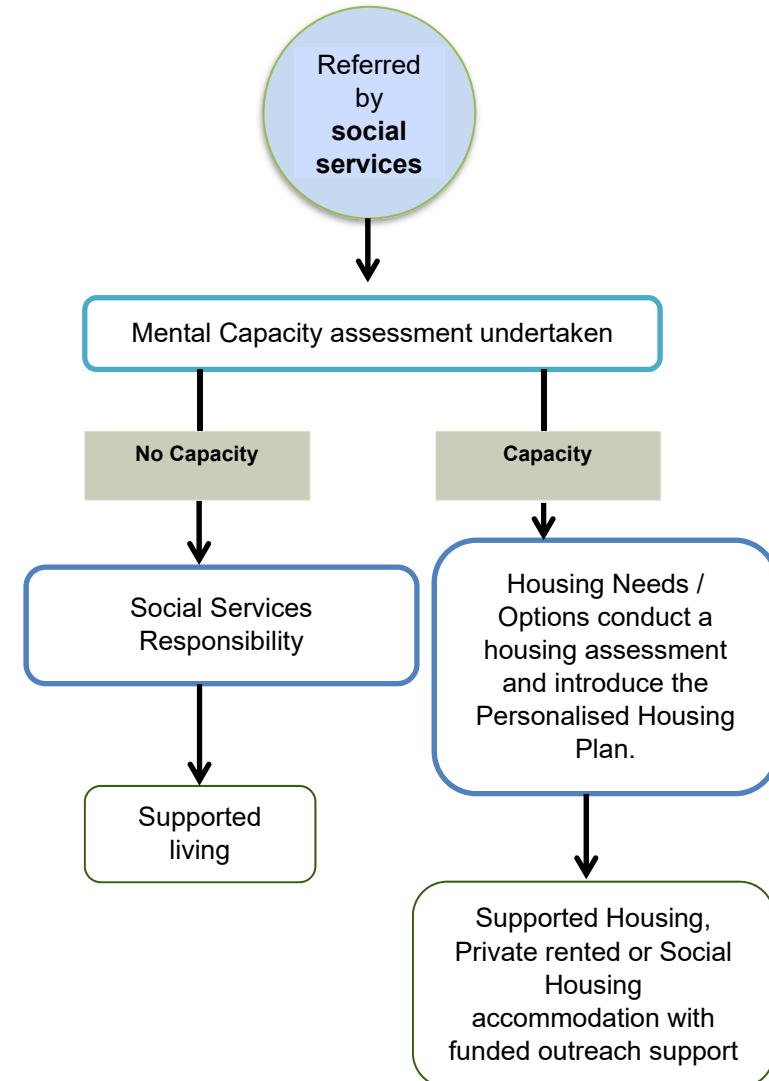 Referred
by
social
services
Mental Capacity assessment undertaken
No Capacity
Capacity
Social Services
Responsibility
Housing Needs /
Options conduct a
housing assessment
and introduce the
Personalised Housing
Plan.
Supported
living
Supported Housing,
Private rented or Social
Housing
accommodation with
funded outreach support